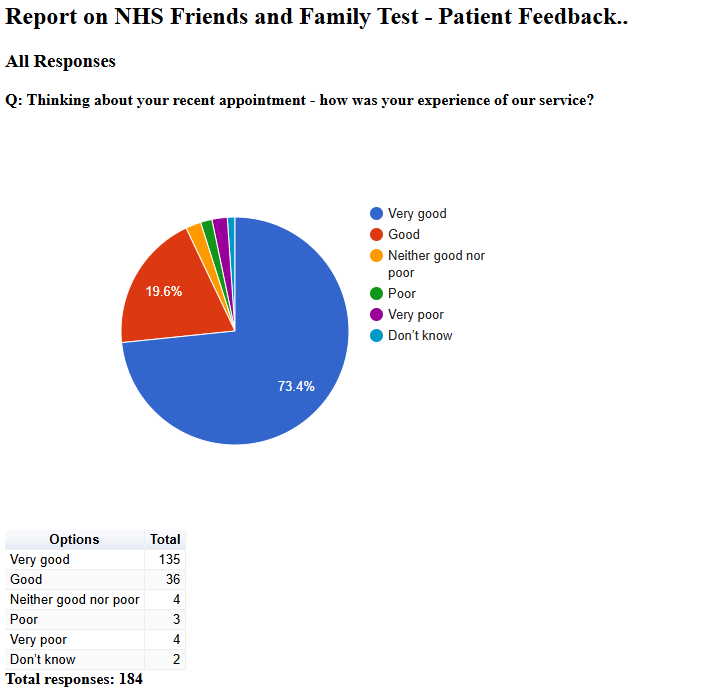 Report on NHS Friends and Family Test - Patient Feedback..
All Responses
Q: Thinking about your recent appointment - how was your experience of our service?
Very good
Good
Neither good nor
poor
Poor
Very poor
Don't know
19.6%
73.4%
Options Total
Very good 135
Good 36
Neither good nor poor 4
Poor 3
Very poor 4
Don't know 2
Total responses: 184